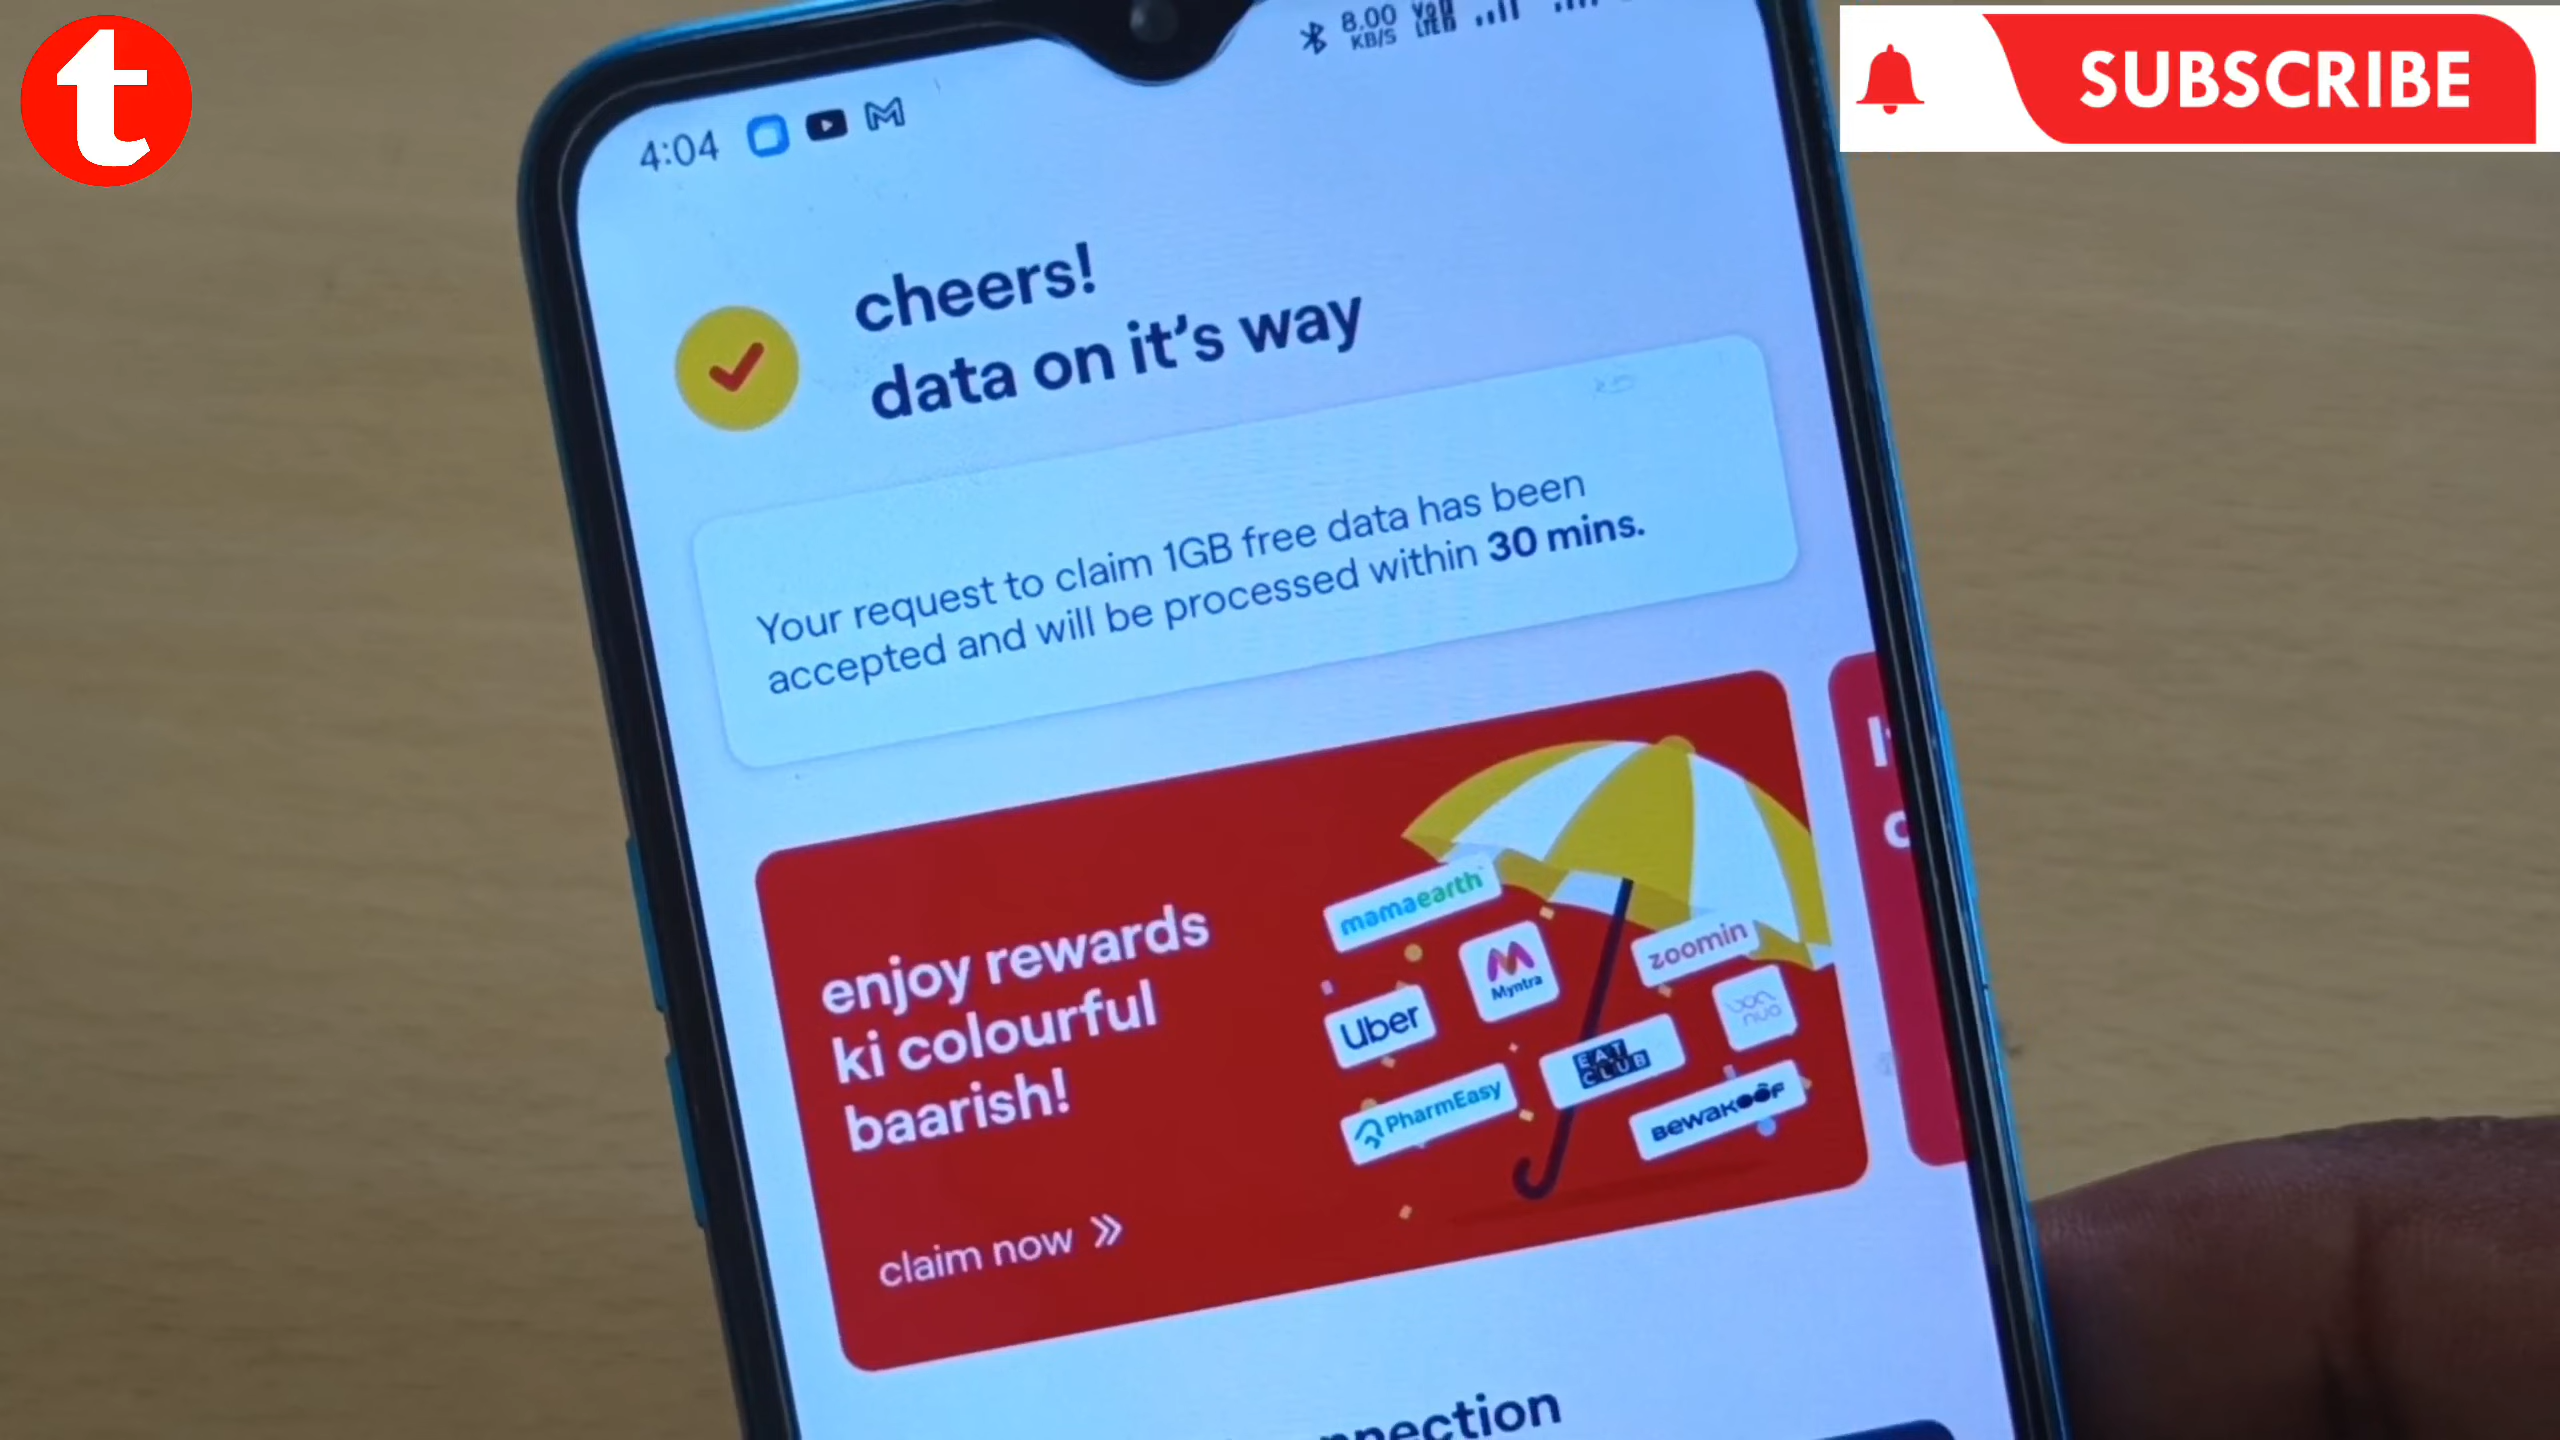 t
SUBSCRIBE
8.00
KB/S
4:04
cheers!
data on it's way
Your request to claim 1GB free data has been
accepted and will be processed within 30 mins.
enjoy rewards
ki colourful
baarish!
claim now »
mamaearth
Myntra
zoomin
Uber
nuo
EAT
CLUB
PharmEasy
BEWAKOOF